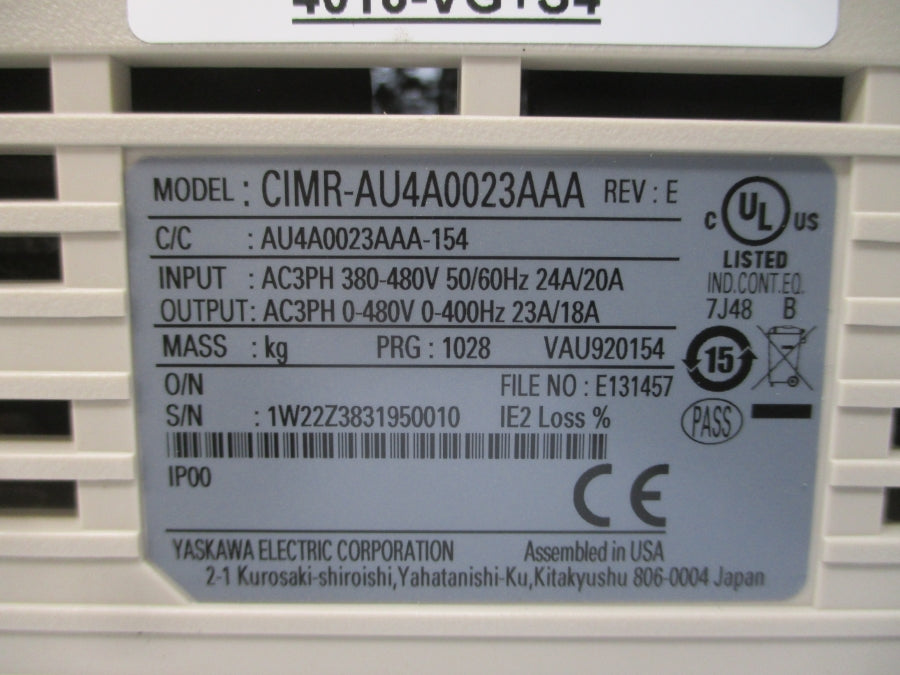 4018-VG+S4
MODEL : CIMR-AU4A0023AAA REV : E
C/C : AU4A0023AAA-154
INPUT : AC3PH 380-480V 50/60Hz 24A/20A
OUTPUT : AC3PH 0-480V 0-400Hz 23A/18A
MASS : kg PRG : 1028 VAU920154
O/N FILE NO : E131457
S/N : 1W22Z3831950010 IE2 Loss %
IP00
CE
YASKAWA ELECTRIC CORPORATION Assembled in USA
2-1 Kurosaki-shiroishi,Yahatanishi-Ku,Kitakyushu 806-0004 Japan
C UL US
LISTED
IND.CONT.EQ.
7J48 B
15
PASS